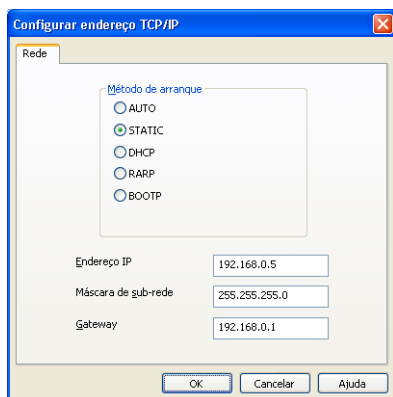 Configurar endereço TCP/IP
Rede
Método de arranque
AUTO
STATIC
DHCP
RARP
BOOTP
Endereço IP 192.168.0.5
Máscara de sub-rede 255.255.255.0
Gateway 192.168.0.1
OK Cancelar Ajuda